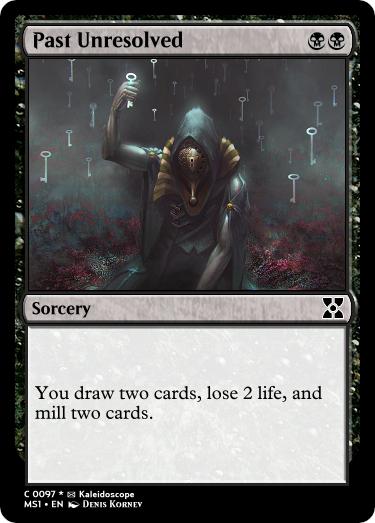 Past Unresolved
Sorcery
You draw two cards, lose 2 life, and
mill two cards.
C 0097 * Kaleidoscope
MS1 • EN Denis Kornev